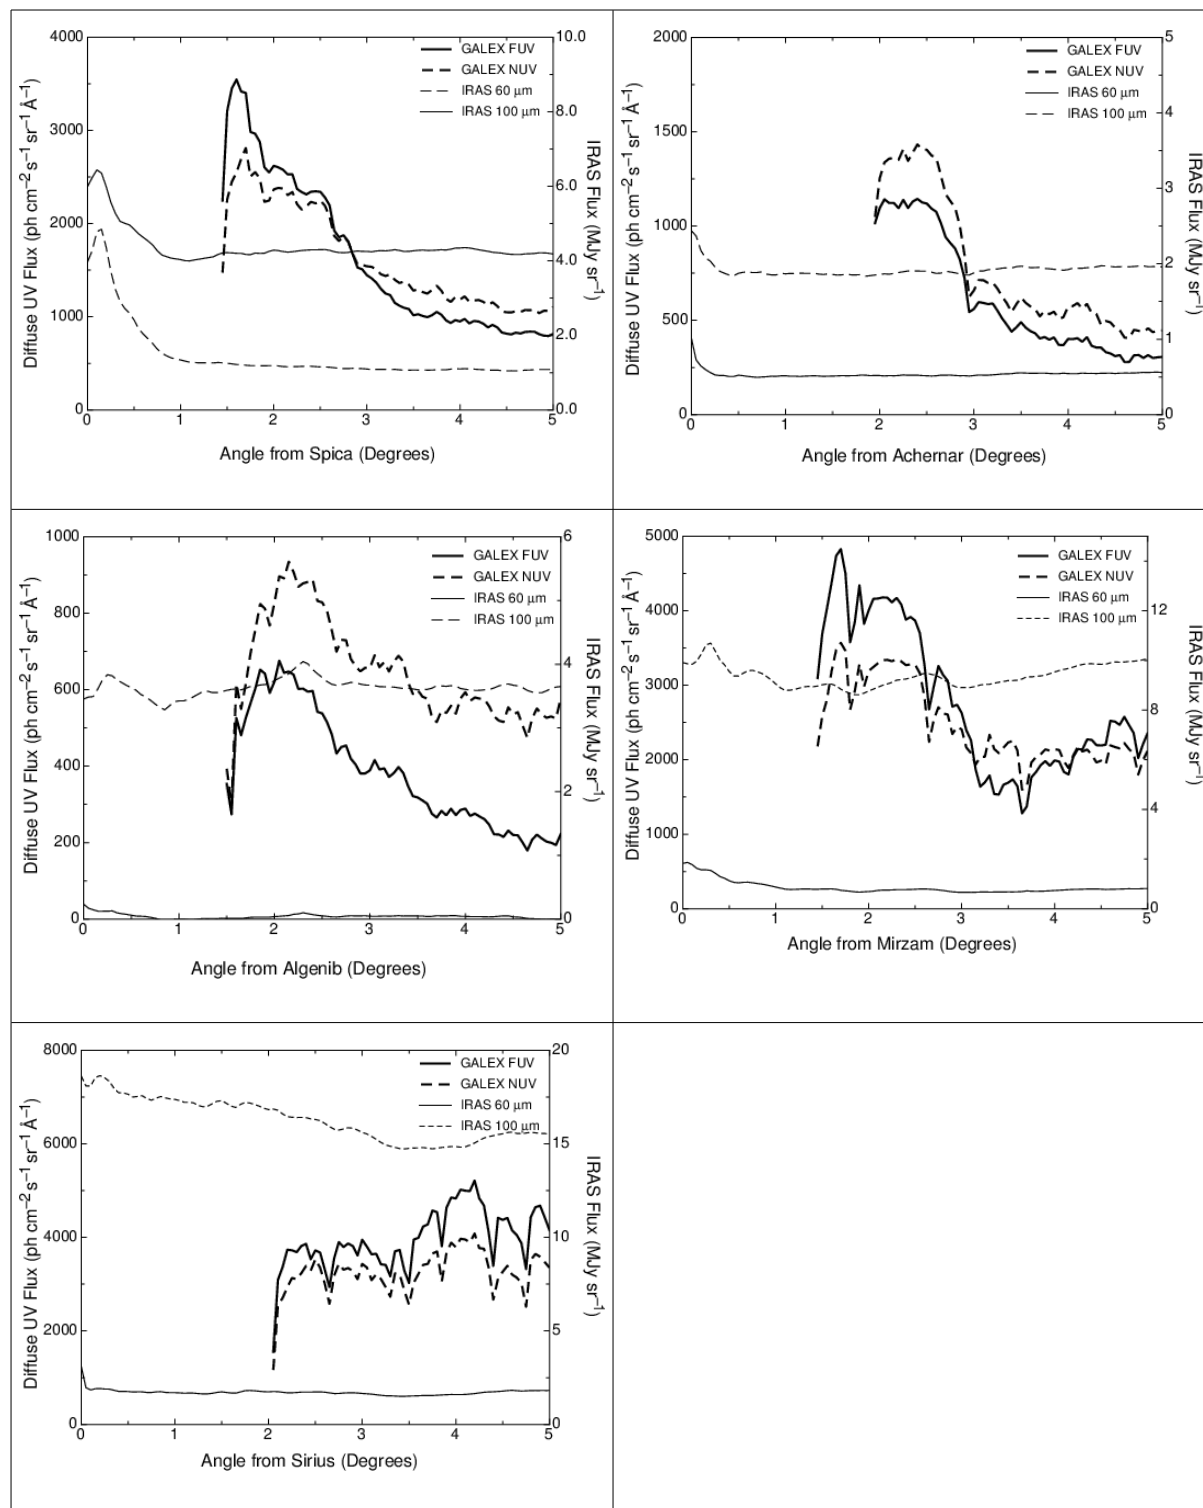 4000
3500
3000
2500
2000
1500
1000
500
0
Diffuse UV Flux (ph cm⁻² s⁻¹ sr⁻¹ Å⁻¹)
10.0
8.0
6.0
4.0
2.0
0.0
IRAS Flux (MJy sr⁻¹)
GALEX FUV
GALEX NUV
IRAS 60 µm
IRAS 100 µm
0 1 2 3 4 5
Angle from Spica (Degrees)
2000
1500
1000
500
0
Diffuse UV Flux (ph cm⁻² s⁻¹ sr⁻¹ Å⁻¹)
5
4
3
2
1
0
IRAS Flux (MJy sr⁻¹)
GALEX FUV
GALEX NUV
IRAS 60 µm
IRAS 100 µm
0 1 2 3 4 5
Angle from Achernar (Degrees)
1000
800
600
400
200
0
Diffuse UV Flux (ph cm⁻² s⁻¹ sr⁻¹ Å⁻¹)
6
4
2
0
IRAS Flux (MJy sr⁻¹)
GALEX FUV
GALEX NUV
IRAS 60 µm
IRAS 100 µm
0 1 2 3 4 5
Angle from Algenib (Degrees)
5000
4000
3000
2000
1000
0
Diffuse UV Flux (ph cm⁻² s⁻¹ sr⁻¹ Å⁻¹)
12
8
4
0
IRAS Flux (MJy sr⁻¹)
GALEX FUV
GALEX NUV
IRAS 60 µm
IRAS 100 µm
0 1 2 3 4 5
Angle from Mirzam (Degrees)
8000
6000
4000
2000
0
Diffuse UV Flux (ph cm⁻² s⁻¹ sr⁻¹ Å⁻¹)
20
15
10
5
0
IRAS Flux (MJy sr⁻¹)
GALEX FUV
GALEX NUV
IRAS 60 µm
IRAS 100 µm
0 1 2 3 4 5
Angle from Sirius (Degrees)